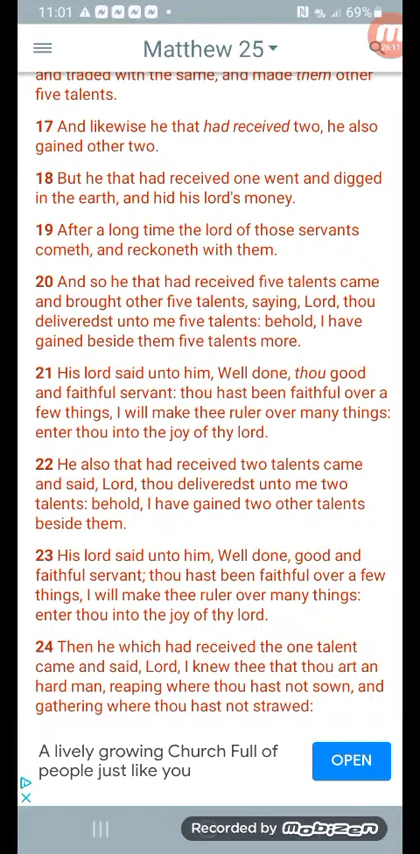 11:01 4G 69%
Matthew 25
26:11
and traded with the same, and made them other
five talents.
17 And likewise he that had received two, he also
gained other two.
18 But he that had received one went and digged
in the earth, and hid his lord's money.
19 After a long time the lord of those servants
cometh, and reckoneth with them.
20 And so he that had received five talents came
and brought other five talents, saying, Lord, thou
deliveredst unto me five talents: behold, I have
gained beside them five talents more.
21 His lord said unto him, Well done, thou good
and faithful servant: thou hast been faithful over a
few things, I will make thee ruler over many things:
enter thou into the joy of thy lord.
22 He also that had received two talents came
and said, Lord, thou deliveredst unto me two
talents: behold, I have gained two other talents
beside them.
23 His lord said unto him, Well done, good and
faithful servant; thou hast been faithful over a few
things, I will make thee ruler over many things:
enter thou into the joy of thy lord.
24 Then he which had received the one talent
came and said, Lord, I knew thee that thou art an
hard man, reaping where thou hast not sown, and
gathering where thou hast not strawed:
A lively growing Church Full of
people just like you
OPEN
Recorded by mobizen